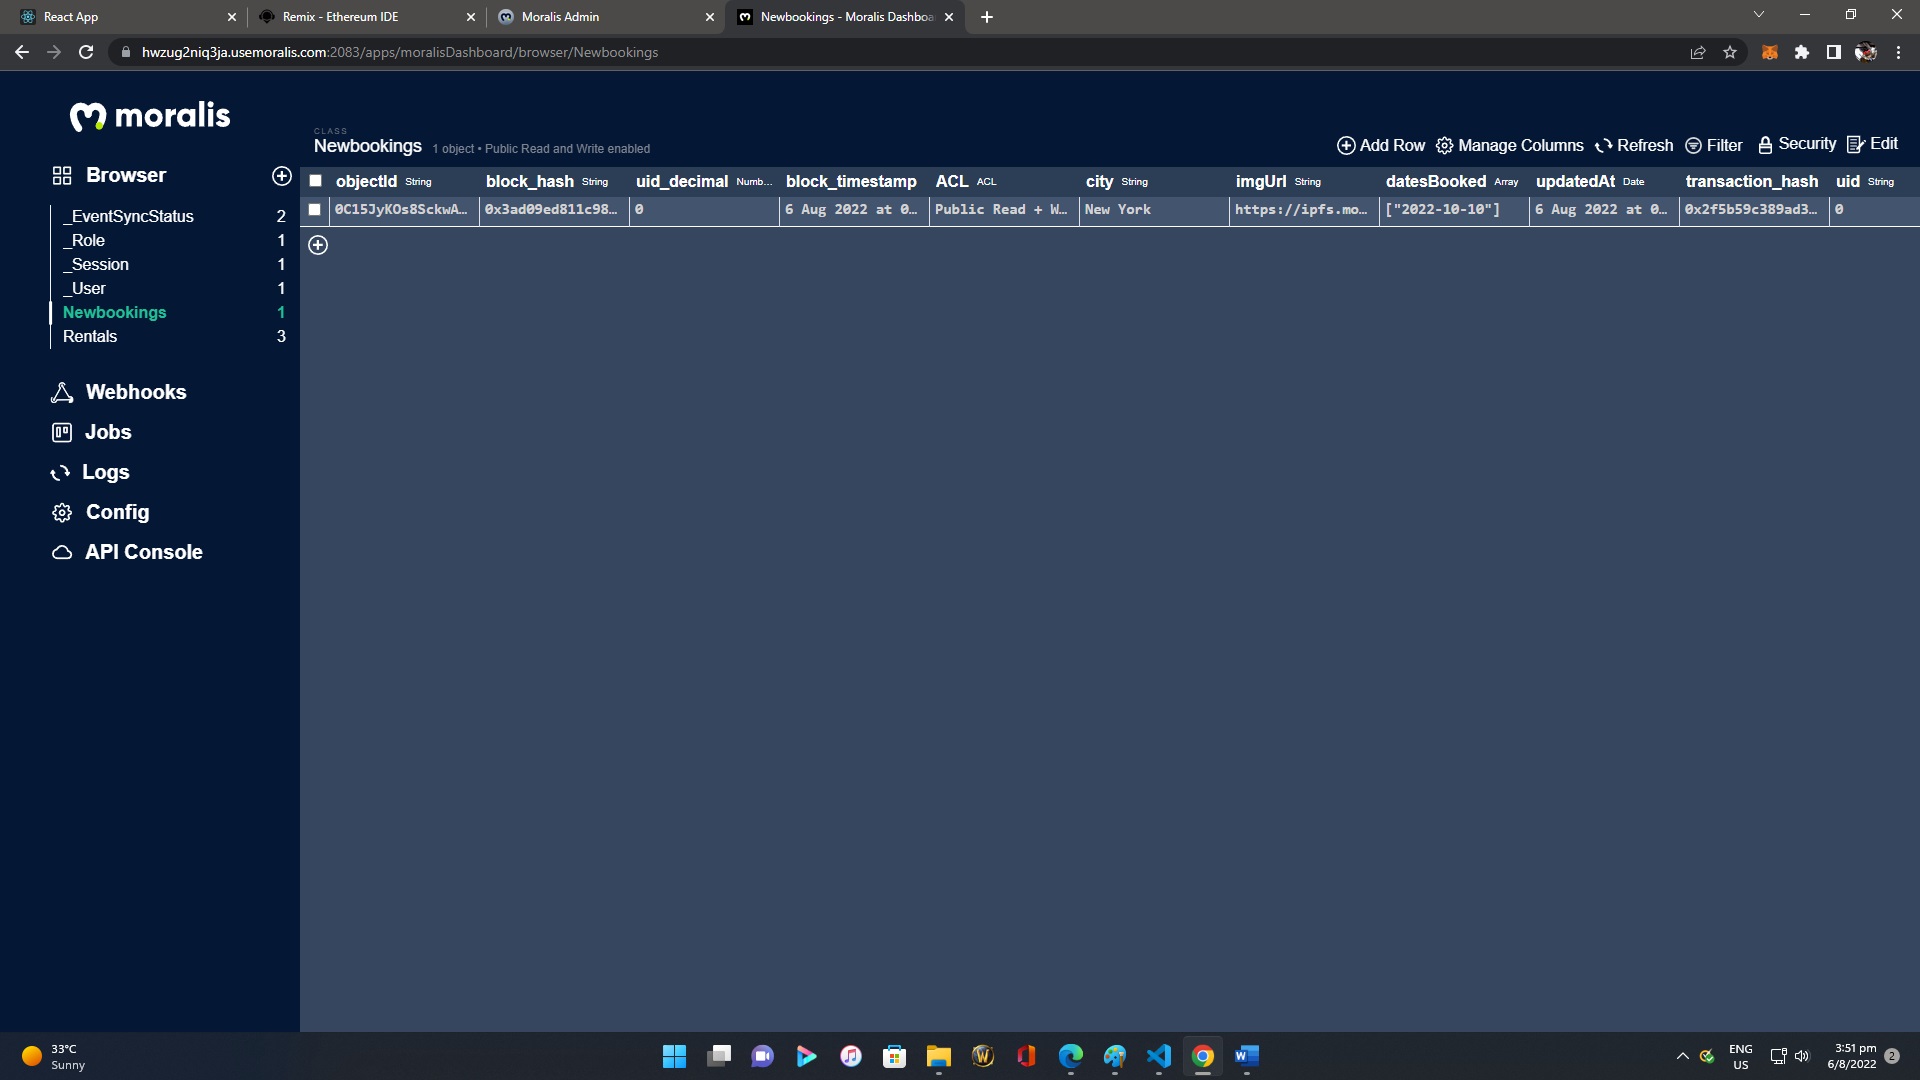 React App
Remix - Ethereum IDE
Moralis Admin
Newbookings - Moralis Dashboa
hwzug2niq3ja.usemoralis.com:2083/apps/moralisDashboard/browser/Newbookings
moralis
CLASS
Newbookings 1 object • Public Read and Write enabled
Add Row Manage Columns Refresh Filter Security Edit
Browser
_EventSyncStatus 2
_Role 1
_Session 1
_User 1
Newbookings 1
Rentals 3
Webhooks
Jobs
Logs
Config
API Console
objectId String block_hash String uid_decimal Numb... block_timestamp ACL ACL city String imgUrl String datesBooked Array updatedAt Date transaction_hash uid String
0C15JyKOs8SckwA... 0x3ad09ed811c98... 0 6 Aug 2022 at 0... Public Read + W... New York https://ipfs.mo... ["2022-10-10"] 6 Aug 2022 at 0... 0x2f5b59c389ad3... 0
33°C
Sunny
ENG
US
3:51 pm
6/8/2022
2